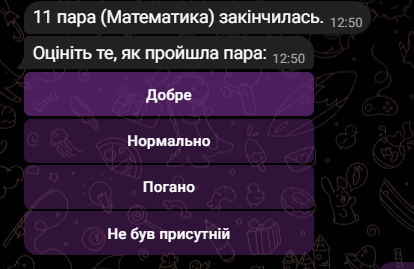 11 пара (Математика) закінчилась. 12:50
Оцініть те, як пройшла пара: 12:50
Добре
Нормально
Погано
Не був присутній